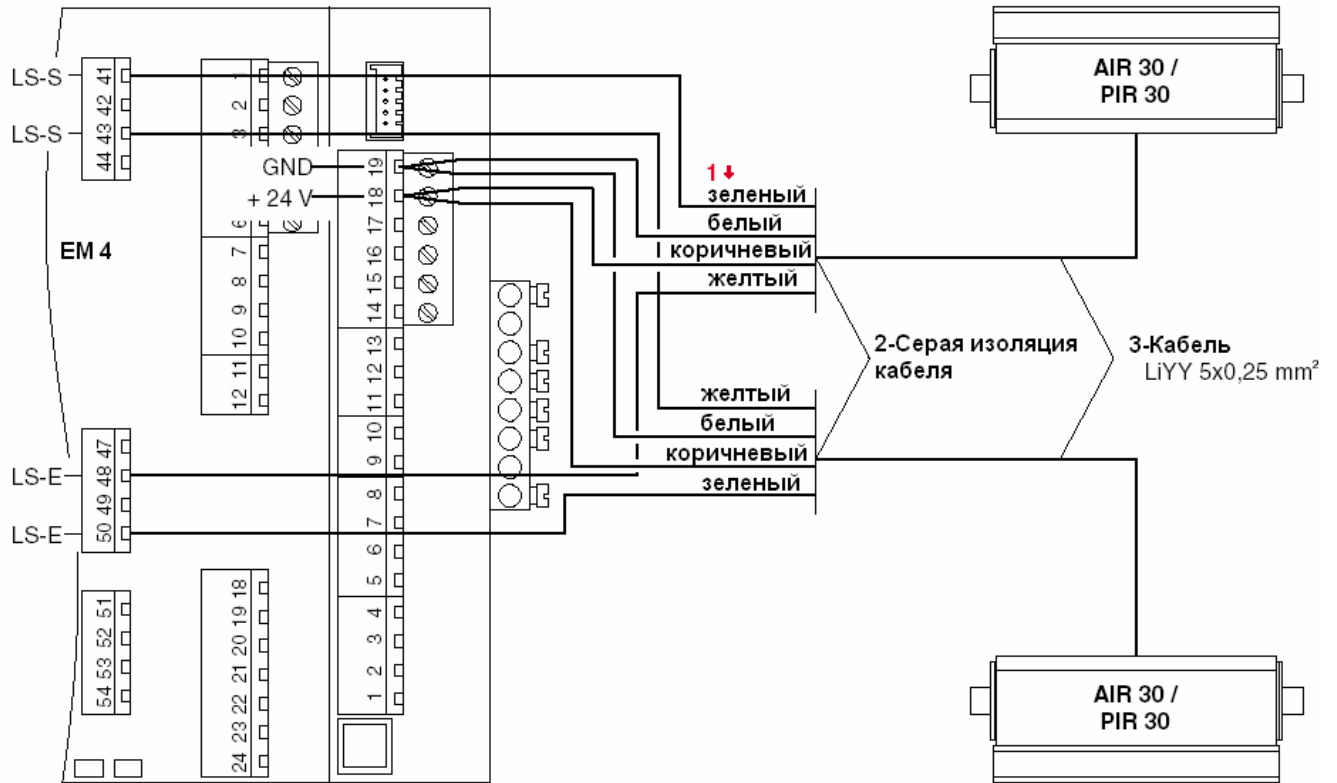 LS-S
LS-S
41
42
43
44
1
2
3
GND
+ 24 V
6
EM 4
7
8
9
10
11
12
19
18
17
16
15
14
13
12
11
10
9
8
7
6
5
4
3
2
1
47
48
49
50
LS-E
LS-E
51
52
53
54
18
19
20
21
22
23
24
1
зеленый
белый
коричневый
желтый
желтый
белый
коричневый
зеленый
2-Серая изоляция
кабеля
3-Кабель
LiYY 5x0,25 mm²
AIR 30 /
PIR 30
AIR 30 /
PIR 30